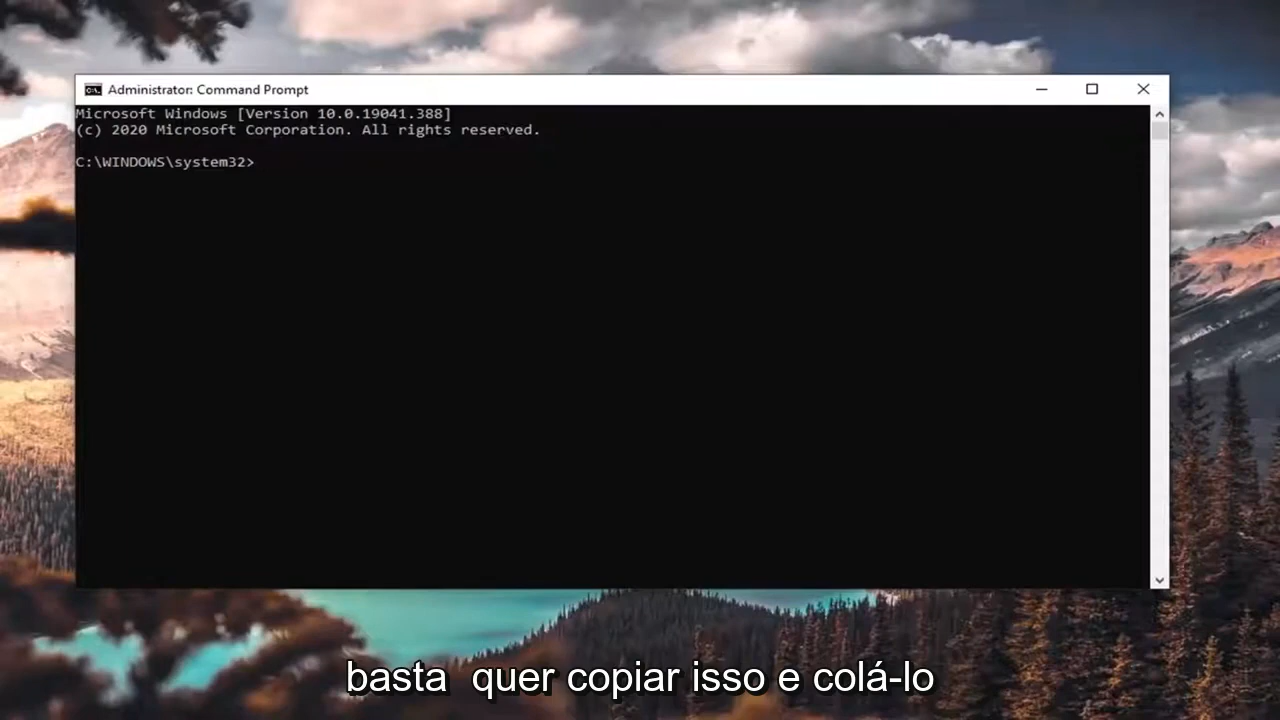 Administrator: Command Prompt
Microsoft Windows [Version 10.0.19041.388]
(c) 2020 Microsoft Corporation. All rights reserved.
C:\WINDOWS\system32>
basta  quer copiar isso e colá-lo